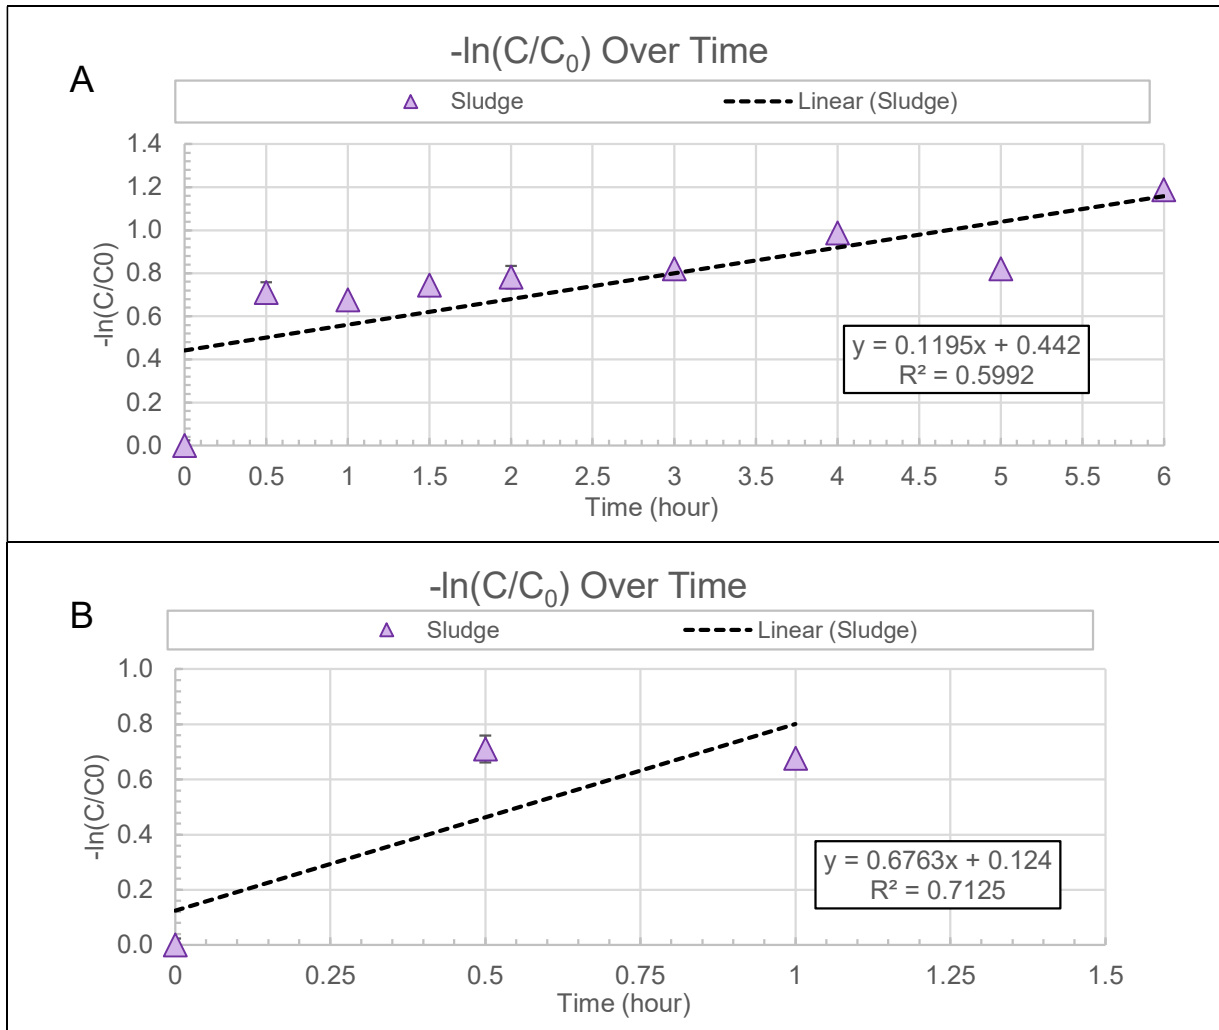 A
-ln(C/C₀) Over Time
Sludge Linear (Sludge)
1.4
1.2
1.0
0.8
0.6
0.4
0.2
0.0
-ln(C/C0)
y = 0.1195x + 0.442
R² = 0.5992
0 0.5 1 1.5 2 2.5 3 3.5 4 4.5 5 5.5 6
Time (hour)
B
-ln(C/C₀) Over Time
Sludge Linear (Sludge)
1.0
0.8
0.6
0.4
0.2
0.0
-ln(C/C0)
y = 0.6763x + 0.124
R² = 0.7125
0 0.25 0.5 0.75 1 1.25 1.5
Time (hour)